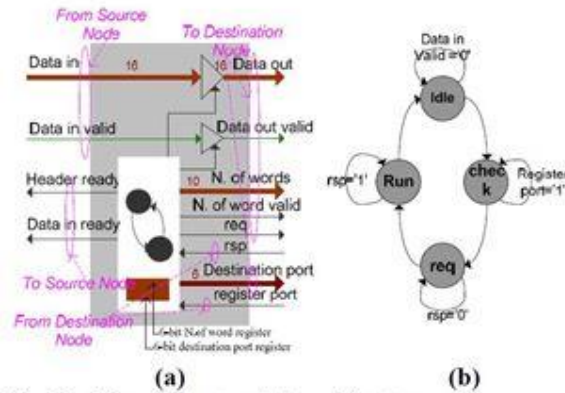 From Source
Node
To Destination
Node
Data in
16
16
Data out
Data in valid
Data out valid
Header ready
10
N. of words
N. of word valid
Data in ready
req
rsp
To Source Node
6
Destination port
register port
From Destination
Node
6-bit N.of word register
6-bit destination port register
(a)
Data in
Valid ='0'
Idle
rsp='1'
Run
chec
k
Register
port='1'
req
rsp='0'
(b)